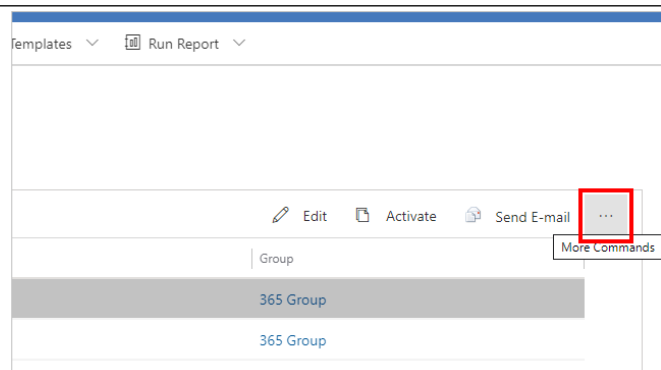 Templates Run Report
Edit Activate Send E-mail ...
More Commands
Group
365 Group
365 Group